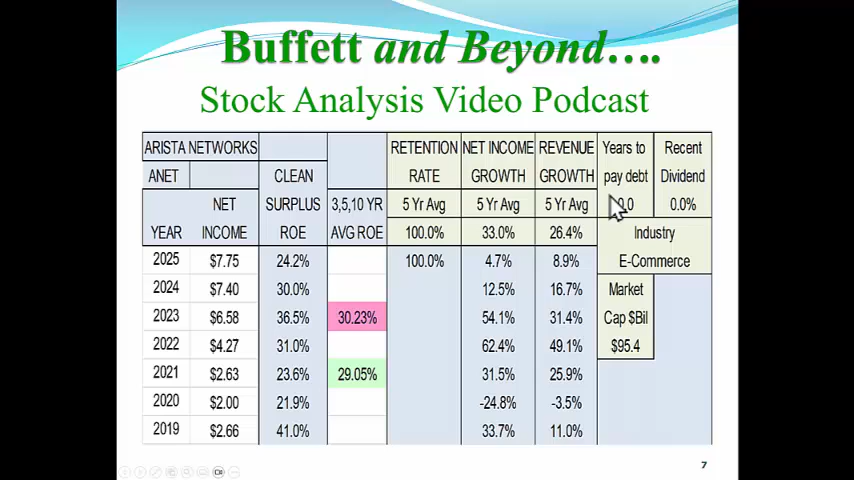 Buffett and Beyond….
Stock Analysis Video Podcast
ARISTA NETWORKS RETENTION NET INCOME REVENUE Years to Recent
ANET CLEAN RATE GROWTH GROWTH pay debt Dividend
NET SURPLUS 3,5,10 YR 5 Yr Avg 5 Yr Avg 5 Yr Avg 0.0%
YEAR INCOME ROE AVG ROE 100.0% 33.0% 26.4% Industry
2025 $7.75 24.2% 100.0% 4.7% 8.9% E-Commerce
2024 $7.40 30.0% 12.5% 16.7% Market
2023 $6.58 36.5% 30.23% 54.1% 31.4% Cap $Bil
2022 $4.27 31.0% 62.4% 49.1% $95.4
2021 $2.63 23.6% 29.05% 31.5% 25.9%
2020 $2.00 21.9% -24.8% -3.5%
2019 $2.66 41.0% 33.7% 11.0%
7